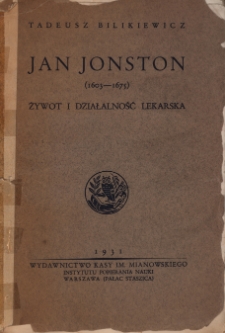 TADEUSZ BILIKIEWICZ
JAN JONSTON
(1603—1675)
ŻYWOT I DZIAŁALNOŚĆ LEKARSKA
1931
WYDAWNICTWO KASY IM. MIANOWSKIEGO
INSTYTUTU POPIERANIA NAUKI
WARSZAWA (PAŁAC STASZICA)